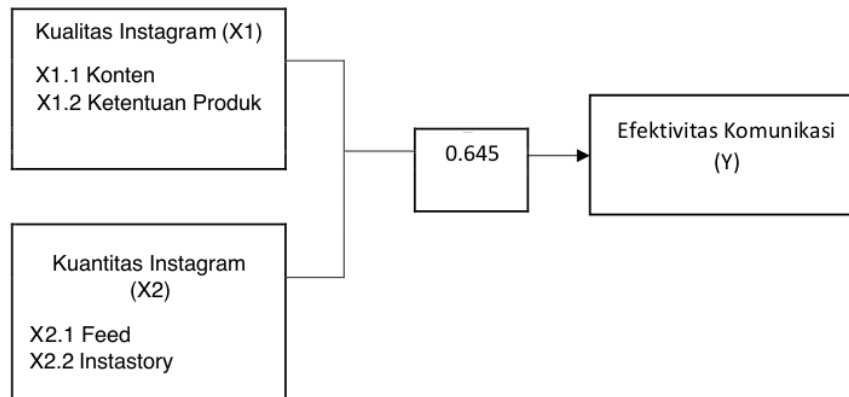 Kualitas Instagram (X1)
X1.1 Konten
X1.2 Ketentuan Produk
Kuantitas Instagram
(X2)
X2.1 Feed
X2.2 Instastory
0.645
Efektivitas Komunikasi
(Y)